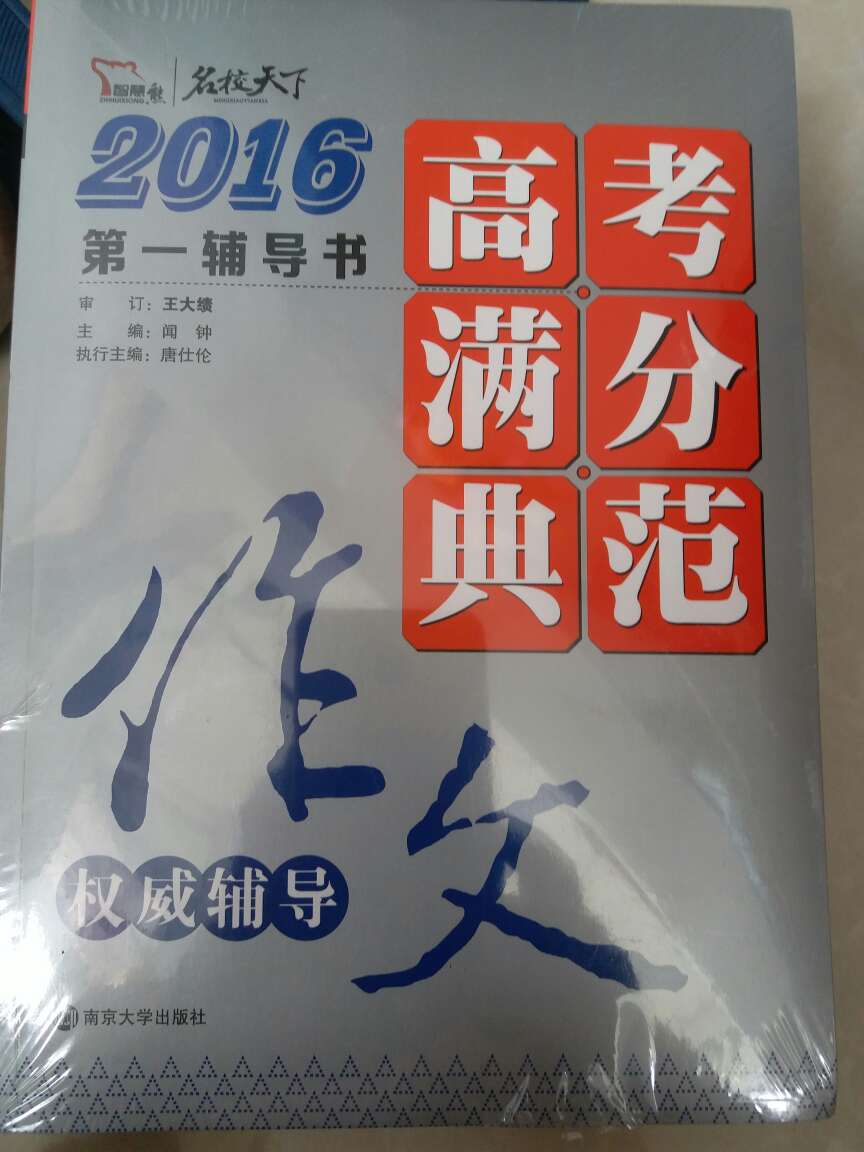 智慧熊 名校天下
ZHIHUIXIONG MINGXIAOTIANXIA
2016
第一辅导书
审 订：王大绩
主 编：闻 钟
执行主编：唐仕伦
高考
满分
典范
作文
权威辅导
南京大学出版社